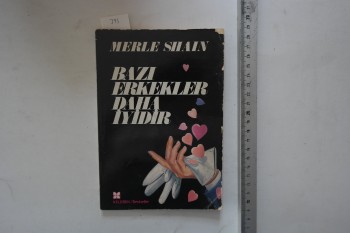 MERLE SHAIN
BAZI
ERKEKLER
DAHA
İYİDİR